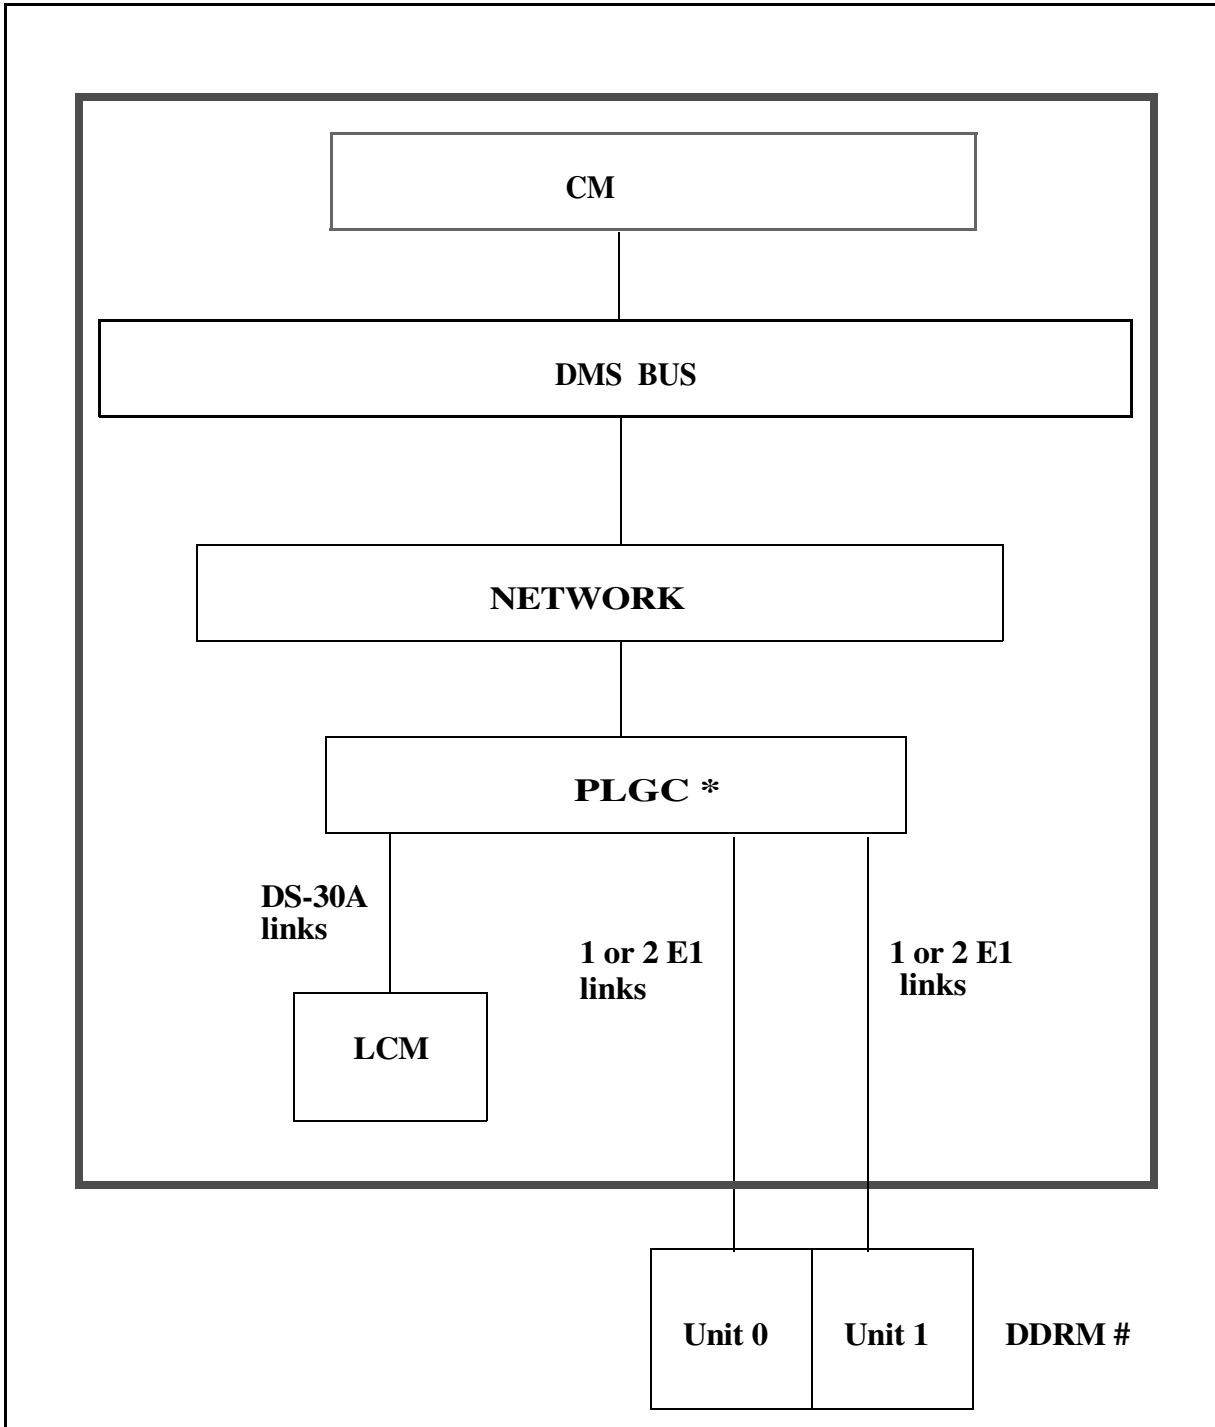 CM
DMS BUS
NETWORK
PLGC *
DS-30A
links
1 or 2 E1
links
1 or 2 E1
links
LCM
Unit 0
Unit 1
DDRM #